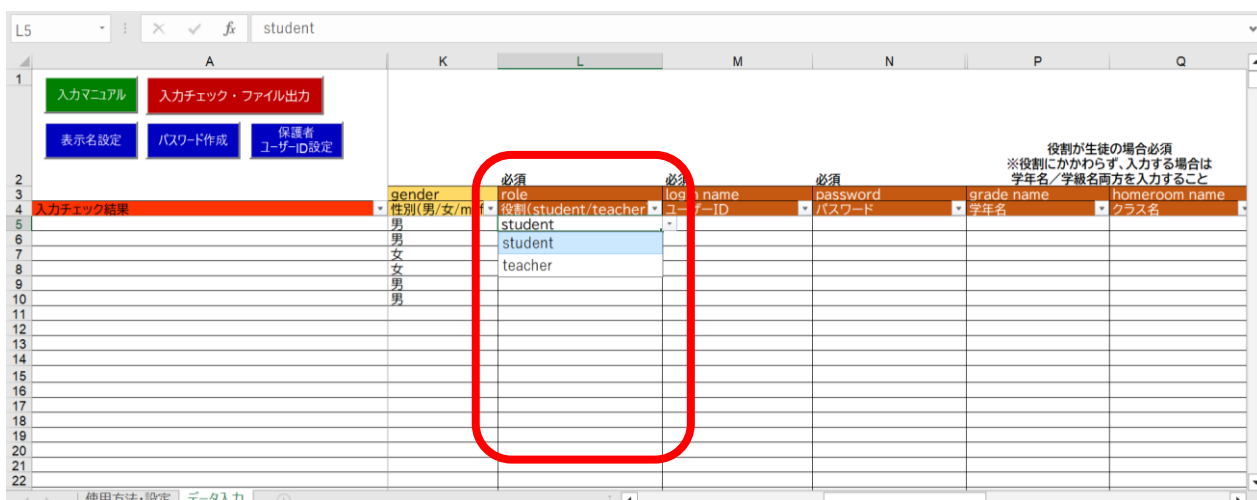 L5 fx student
A K L M N P Q
1
入力マニュアル 入力チェック・ファイル出力
表示名設定 パスワード作成 保護者
ユーザーID設定
役割が生徒の場合必須
※役割にかかわらず、入力する場合は
2 必須 必須 必須 学年名／学級名両方を入力すること
3 gender role login name password grade name homeroom name
4 入力チェック結果 性別(男/女/m/f 役割(student/teacher ユーザーID パスワード 学年名 クラス名
5 男 student
6 男 student
7 女
8 女 teacher
9 男
10 男
11
12
13
14
15
16
17
18
19
20
21
22
使用方法・設定 データ入力